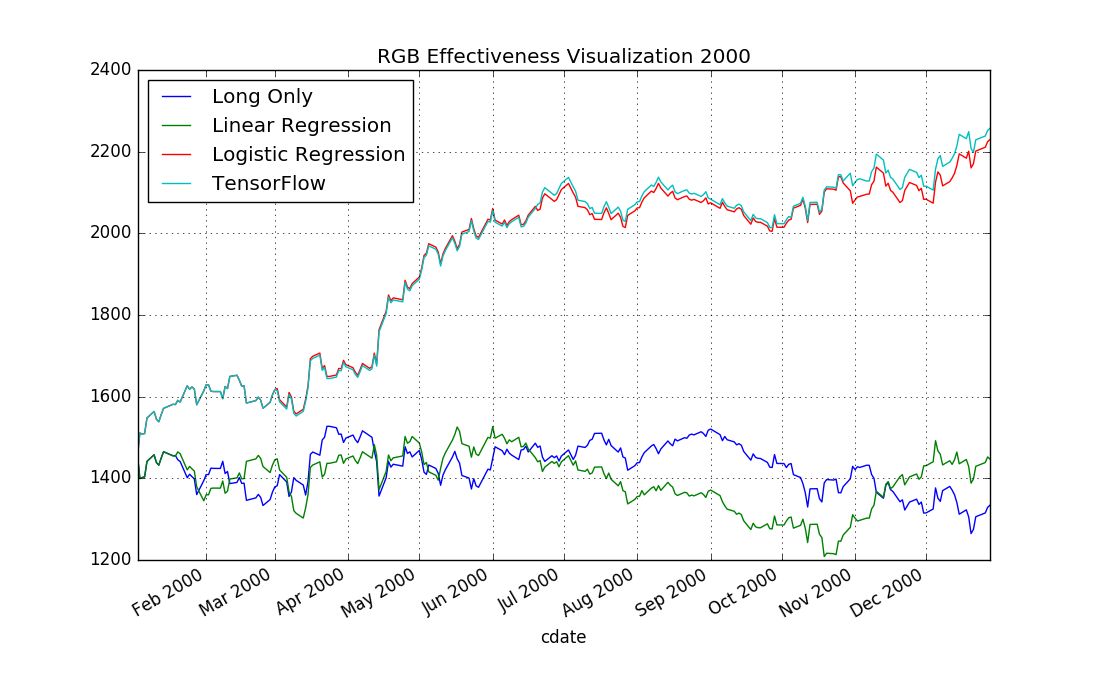 RGB Effectiveness Visualization 2000
2400
2200
2000
1800
1600
1400
1200
Long Only
Linear Regression
Logistic Regression
TensorFlow
Feb 2000
Mar 2000
Apr 2000
May 2000
Jun 2000
Jul 2000
Aug 2000
Sep 2000
Oct 2000
Nov 2000
Dec 2000
cdate